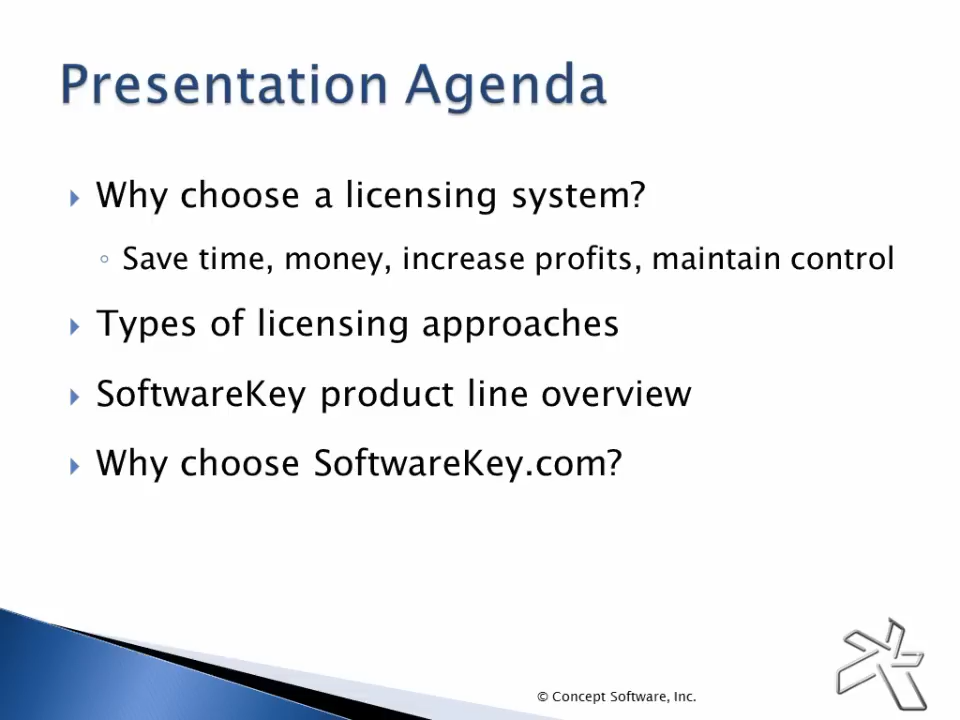 Presentation Agenda
Why choose a licensing system?
Save time, money, increase profits, maintain control
Types of licensing approaches
SoftwareKey product line overview
Why choose SoftwareKey.com?
© Concept Software, Inc.